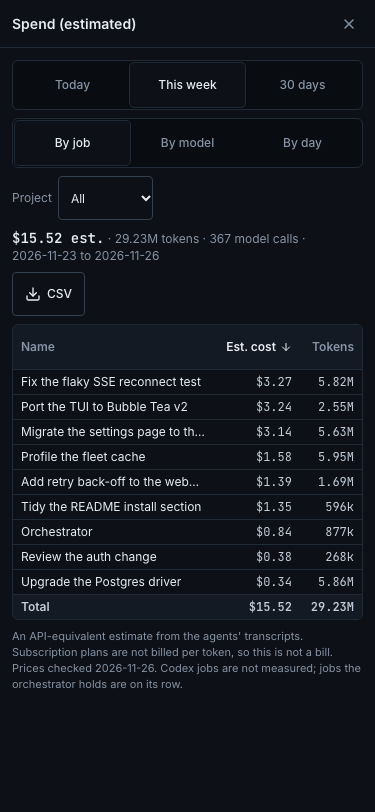 Spend (estimated)
Today This week 30 days
By job By model By day
Project All
$15.52 est. · 29.23M tokens · 367 model calls ·
2026-11-23 to 2026-11-26
CSV
Name Est. cost ↓ Tokens
Fix the flaky SSE reconnect test $3.27 5.82M
Port the TUI to Bubble Tea v2 $3.24 2.55M
Migrate the settings page to th... $3.14 5.63M
Profile the fleet cache $1.58 5.95M
Add retry back-off to the web... $1.39 1.69M
Tidy the README install section $1.35 596k
Orchestrator $0.84 877k
Review the auth change $0.38 268k
Upgrade the Postgres driver $0.34 5.86M
Total $15.52 29.23M
An API-equivalent estimate from the agents' transcripts.
Subscription plans are not billed per token, so this is not a bill.
Prices checked 2026-11-26. Codex jobs are not measured; jobs the
orchestrator holds are on its row.